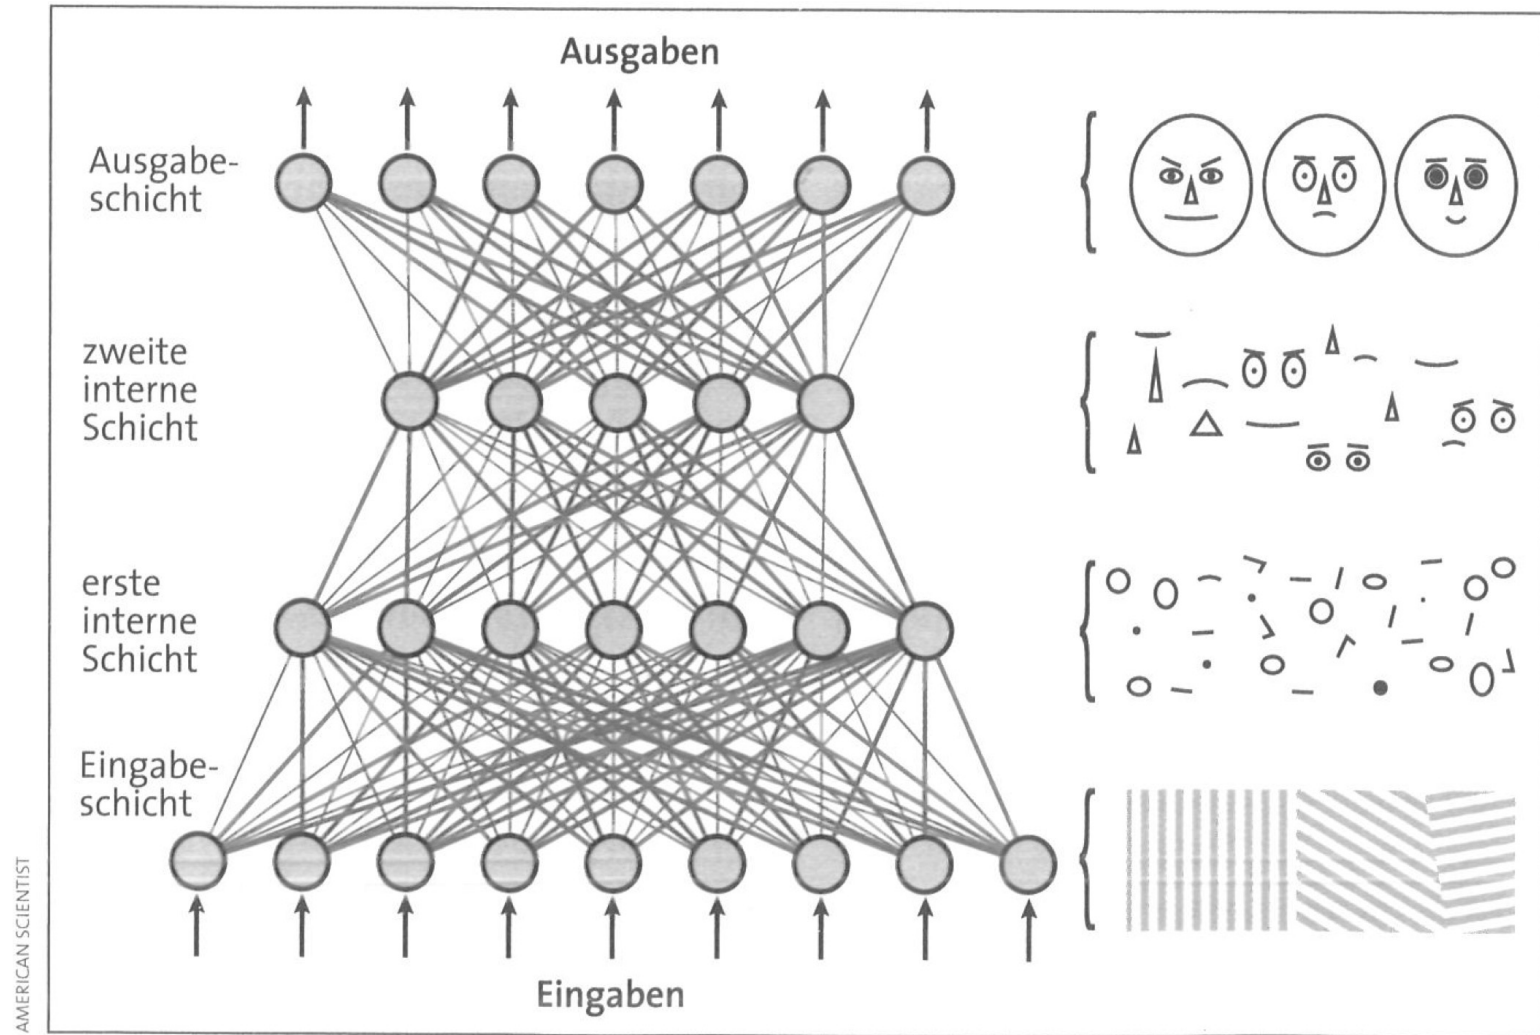 Ausgaben
Ausgabe-
schicht
zweite
interne
Schicht
erste
interne
Schicht
Eingabe-
schicht
Eingaben
AMERICAN SCIENTIST